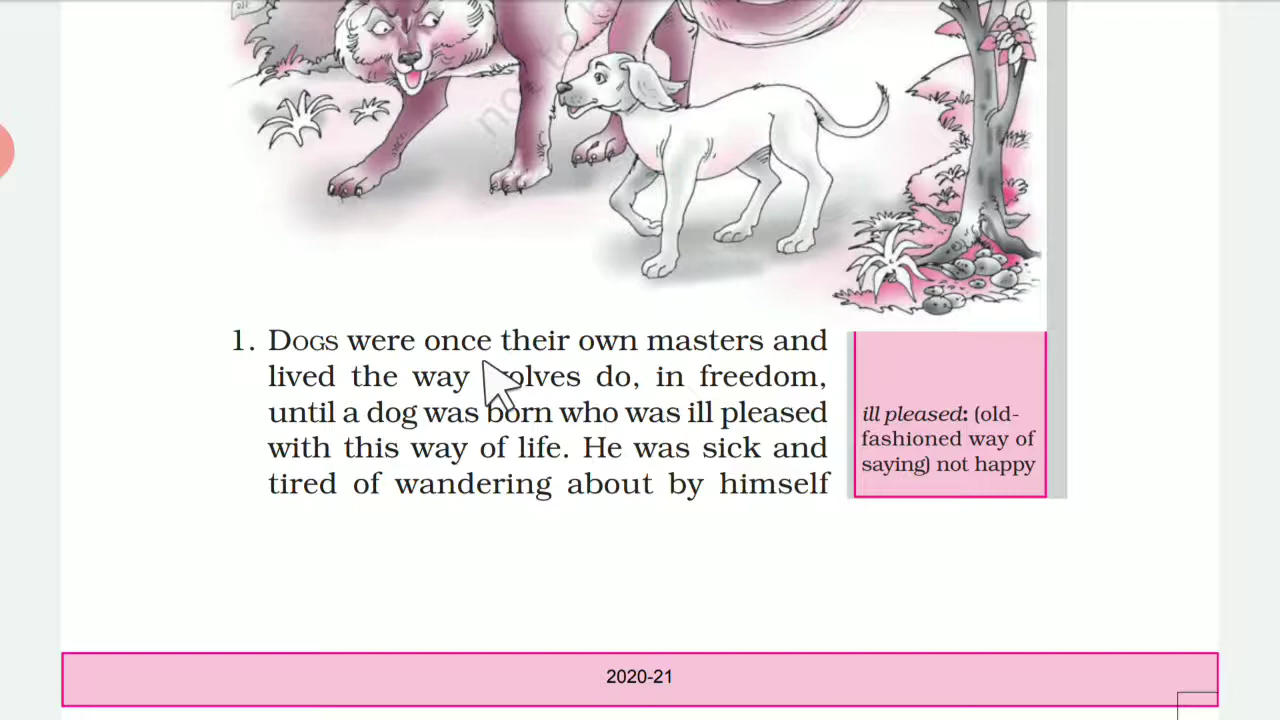 1. DOGS were once their own masters and
lived the way wolves do, in freedom,
until a dog was born who was ill pleased
with this way of life. He was sick and
tired of wandering about by himself
ill pleased: (old-
fashioned way of
saying) not happy
2020-21